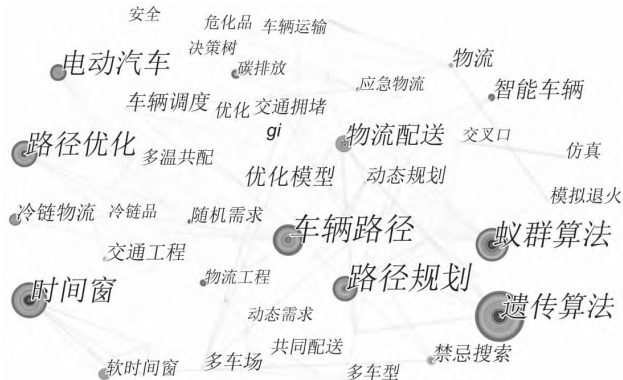 安全
危化品
车辆运输
决策树
电动汽车
碳排放
物流
应急物流
智能车辆
车辆调度
优化
交通拥堵
gi
物流配送
交叉口
路径优化
多温共配
仿真
优化模型
动态规划
模拟退火
冷链物流
冷链品
随机需求
车辆路径
蚁群算法
交通工程
物流工程
路径规划
时间窗
遗传算法
动态需求
共同配送
禁忌搜索
软时间窗
多车场
多车型